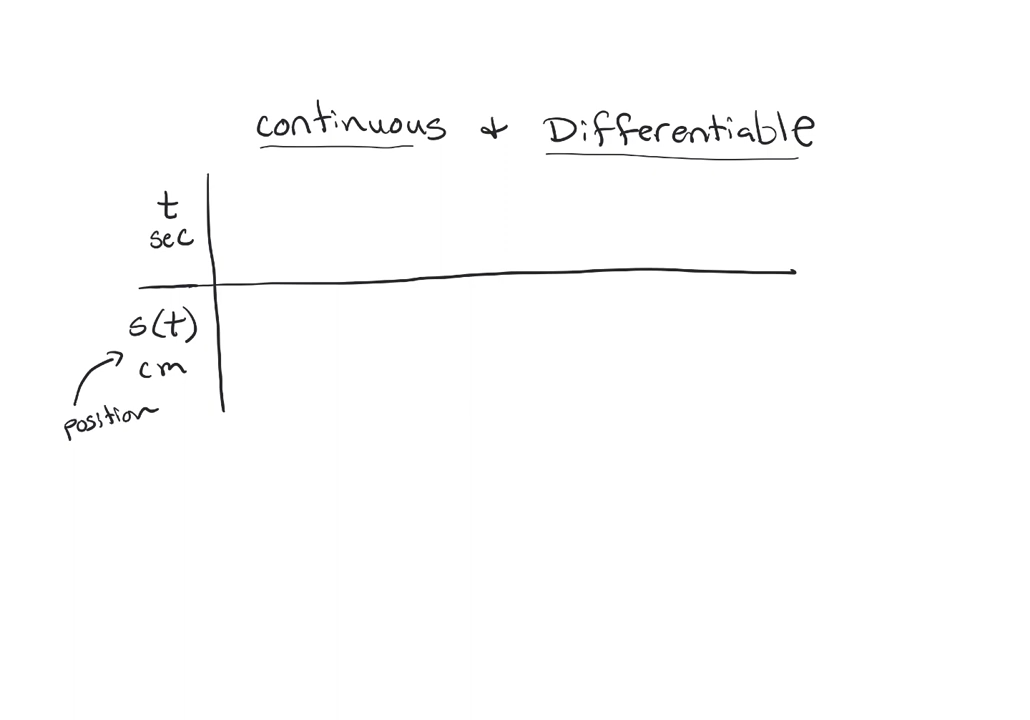 continuous & Differentiable
t
sec
s(t)
cm
position